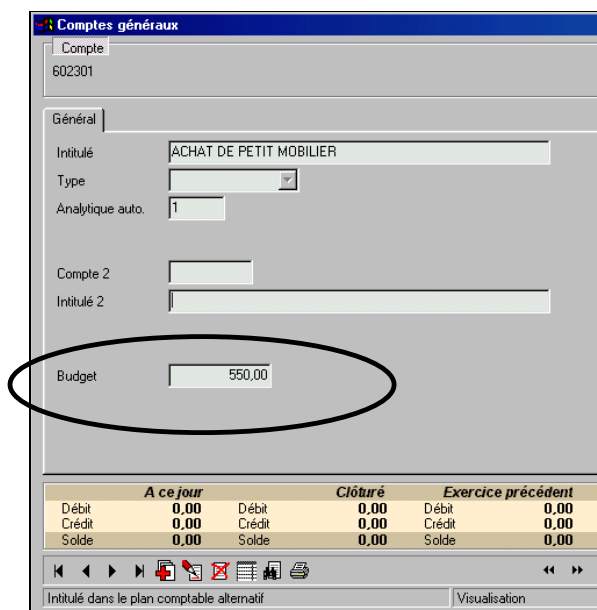 Comptes généraux
Compte
602301
Général
Intitulé ACHAT DE PETIT MOBILIER
Type
Analytique auto. 1
Compte 2
Intitulé 2
Budget 550,00
A ce jour Clôturé Exercice précédent
Débit 0,00 Débit 0,00 Débit 0,00
Crédit 0,00 Crédit 0,00 Crédit 0,00
Solde 0,00 Solde 0,00 Solde 0,00
Intitulé dans le plan comptable alternatif Visualisation